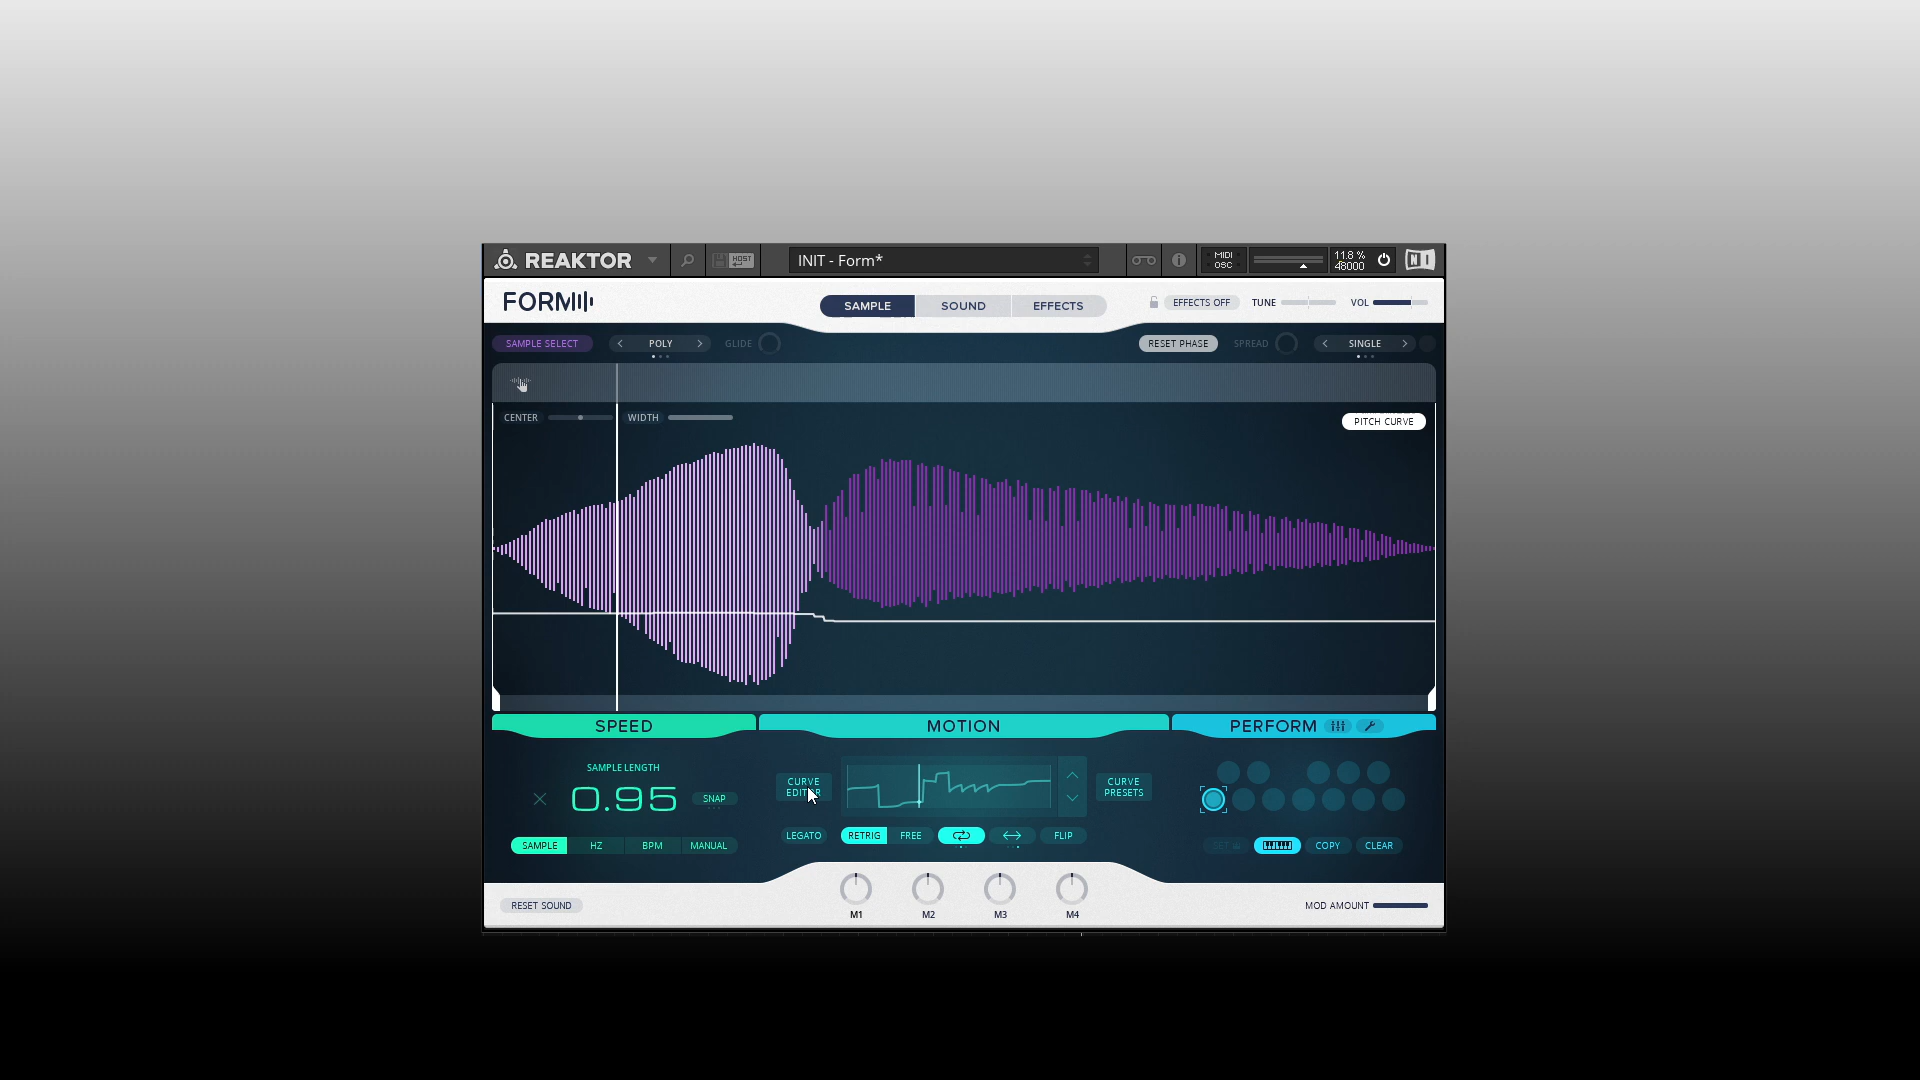 REAKTOR
HOST
INIT - Form*
MIDI
OSC
11.8 %
48000
NI
FORM
SAMPLE SOUND EFFECTS
EFFECTS OFF TUNE VOL
SAMPLE SELECT
POLY
GLIDE
RESET PHASE
SPREAD
SINGLE
CENTER
WIDTH
PITCH CURVE
SPEED
MOTION
PERFORM
SAMPLE LENGTH
0.95
SNAP
SAMPLE HZ BPM MANUAL
CURVE
EDITOR
CURVE
PRESETS
LEGATO
RETRIG FREE
FLIP
COPY
CLEAR
RESET SOUND
M1
M2
M3
M4
MOD AMOUNT